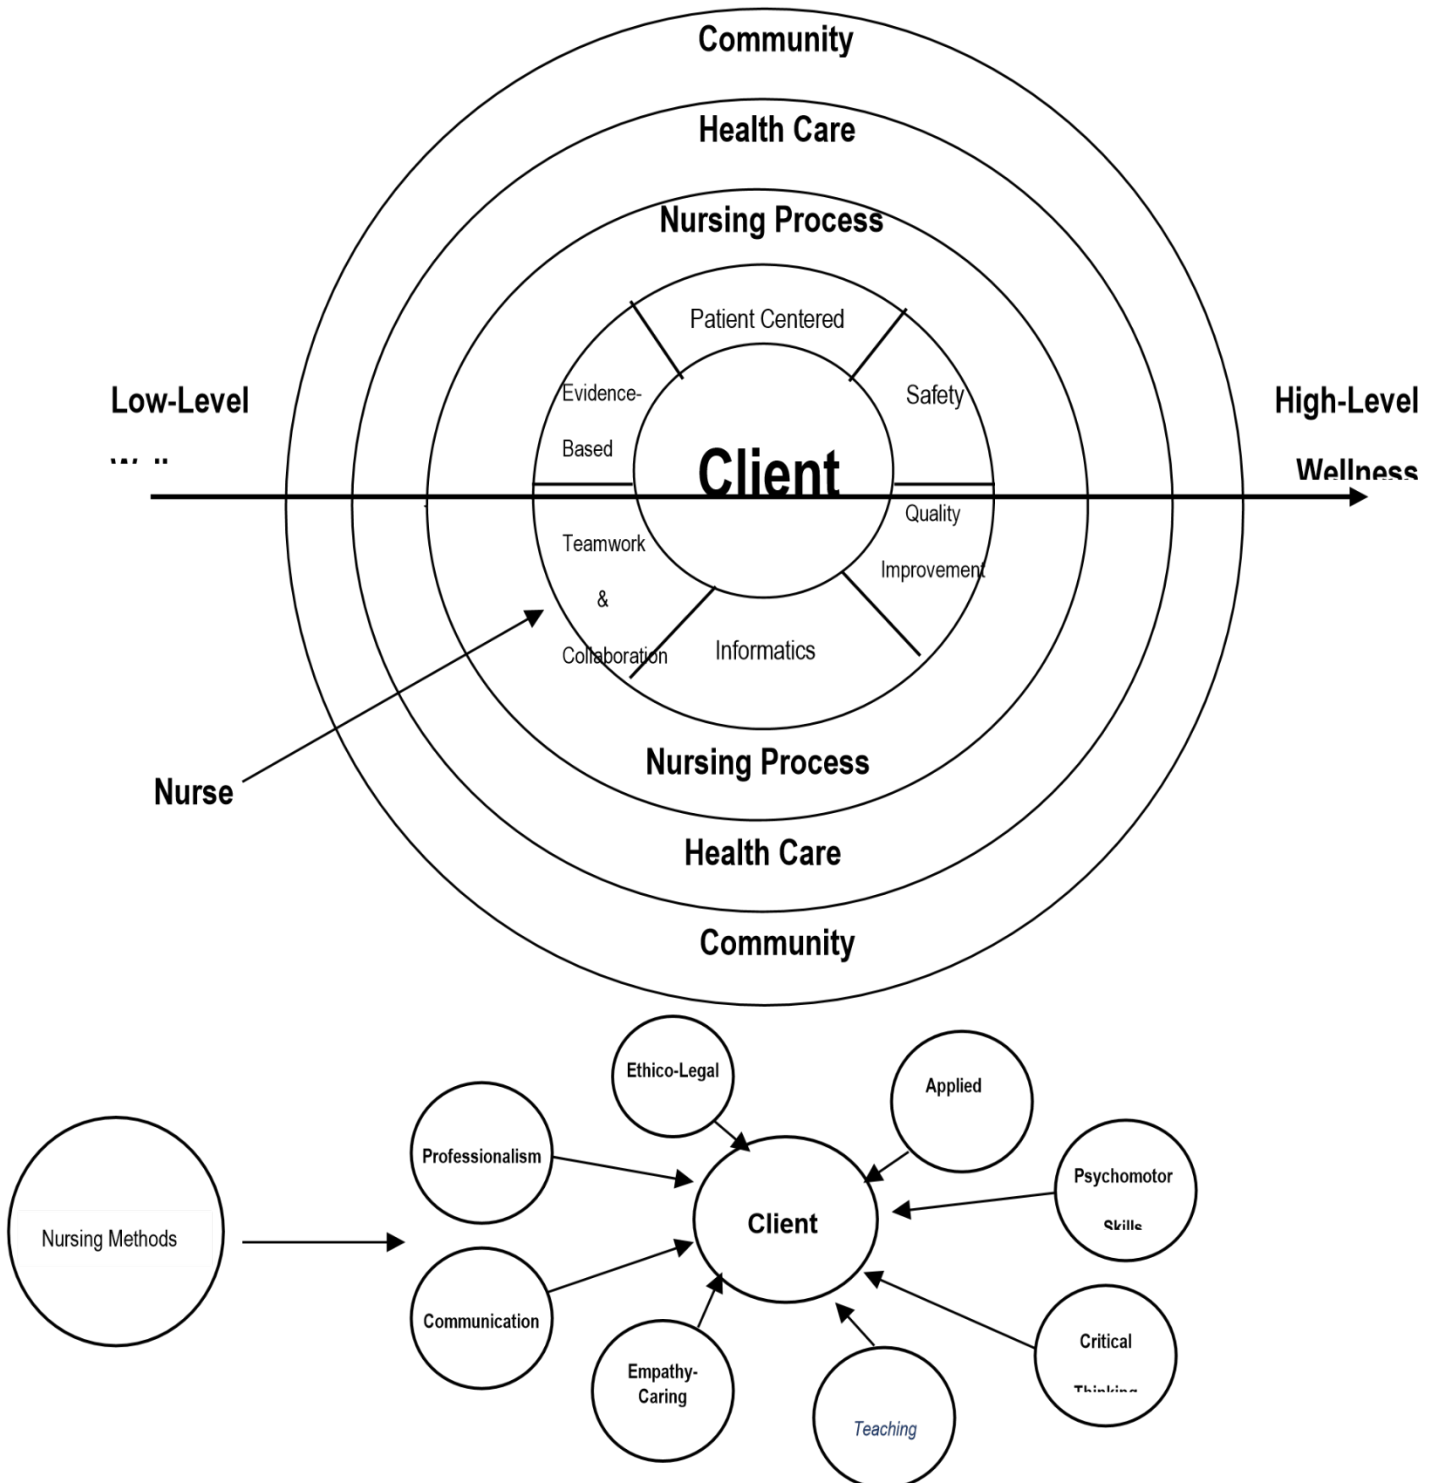 Community
Health Care
Nursing Process
Patient Centered
Evidence-
Based
Safety
Low-Level
High-Level
Wellness
Client
Quality
Improvement
Teamwork
&
Collaboration
Informatics
Nurse
Nursing Process
Health Care
Community
Ethico-Legal
Applied
Professionalism
Psychomotor
Skills
Client
Nursing Methods
Communication
Critical
Thinking
Empathy-
Caring
Teaching